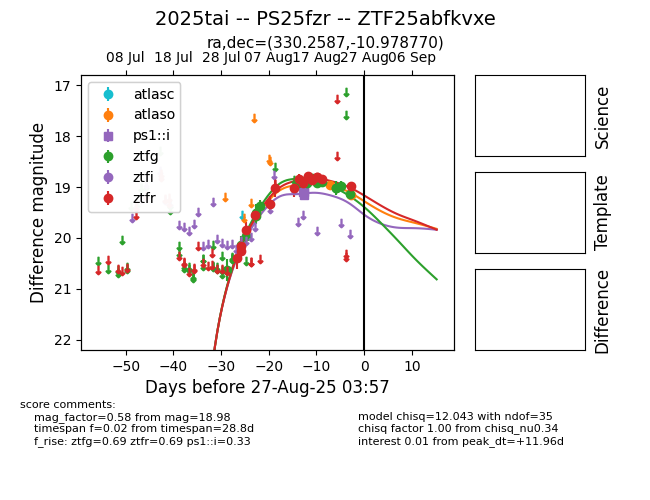 2025tai -- PS25fzr -- ZTF25abfkvxe
ra,dec=(330.2587,-10.978770)
08 Jul 18 Jul 28 Jul 07 Aug 17 Aug 27 Aug 06 Sep
17
18
19
20
21
22
Difference magnitude
atlasc
atlaso
ps1::i
ztfg
ztfi
ztfr
−50 −40 −30 −20 −10 0 10
Days before 27-Aug-25 03:57
Science
Template
Difference
score comments:
mag_factor=0.58 from mag=18.98
timespan f=0.02 from timespan=28.8d
f_rise: ztfg=0.69 ztfr=0.69 ps1::i=0.33
model chisq=12.043 with ndof=35
chisq factor 1.00 from chisq_nu0.34
interest 0.01 from peak_dt=+11.96d